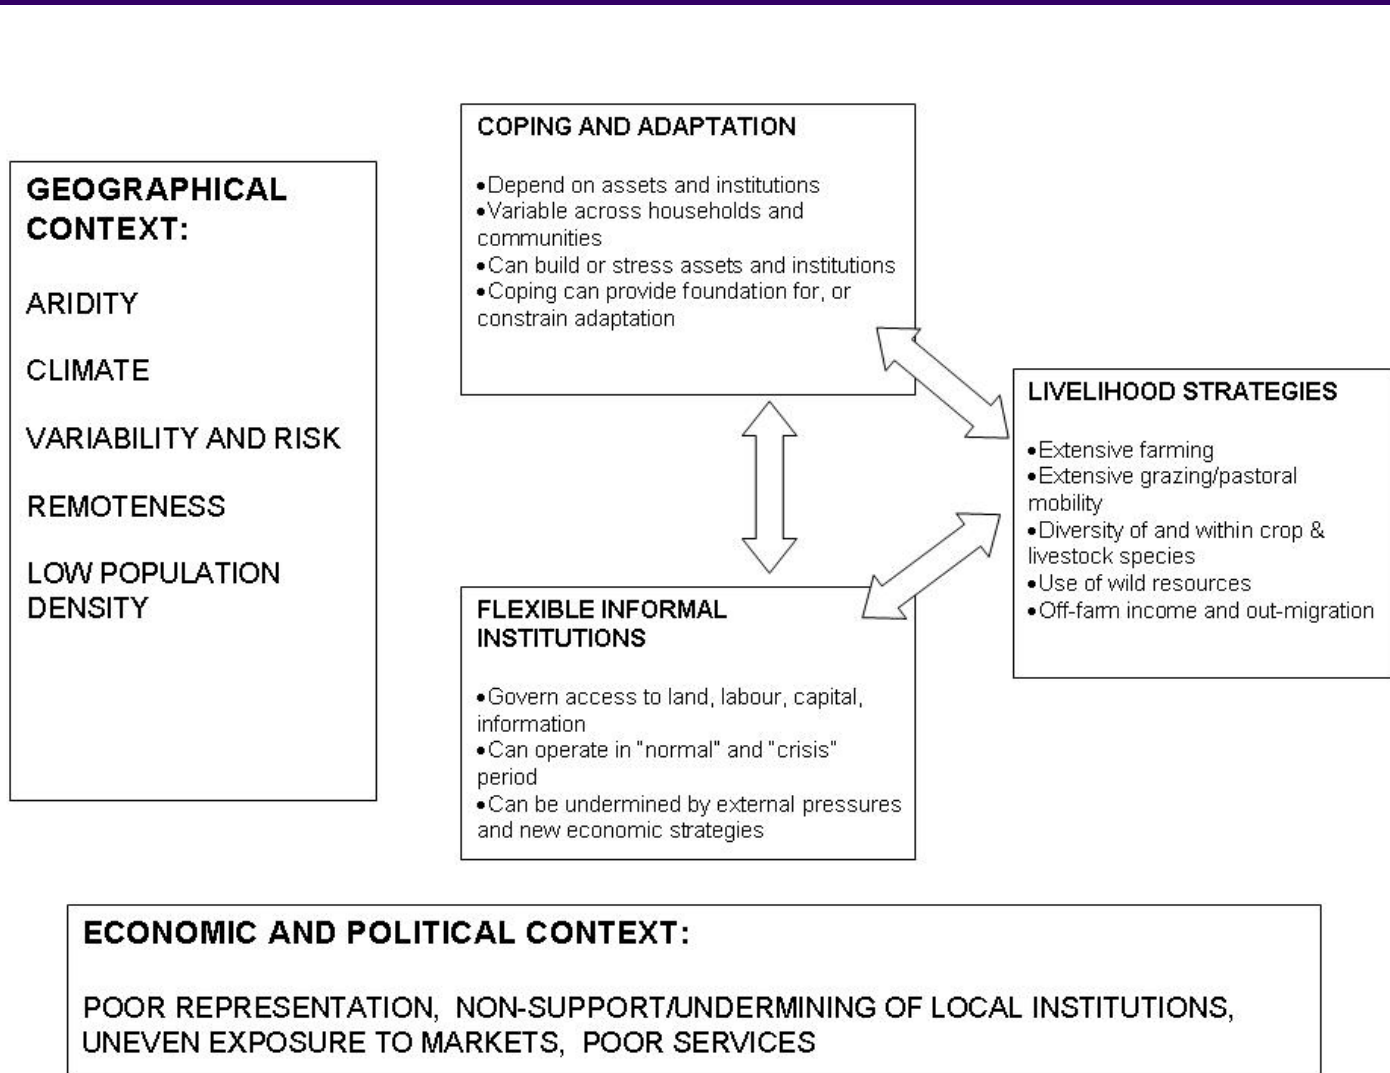 GEOGRAPHICAL
CONTEXT:
ARIDITY
CLIMATE
VARIABILITY AND RISK
REMOTENESS
LOW POPULATION
DENSITY
COPING AND ADAPTATION
•Depend on assets and institutions
•Variable across households and
communities
•Can build or stress assets and institutions
•Coping can provide foundation for, or
constrain adaptation
LIVELIHOOD STRATEGIES
•Extensive farming
•Extensive grazing/pastoral
mobility
•Diversity of and within crop &
livestock species
•Use of wild resources
•Off-farm income and out-migration
FLEXIBLE INFORMAL
INSTITUTIONS
•Govern access to land, labour, capital,
information
•Can operate in "normal" and "crisis"
period
•Can be undermined by external pressures
and new economic strategies
ECONOMIC AND POLITICAL CONTEXT:
POOR REPRESENTATION, NON-SUPPORT/UNDERMINING OF LOCAL INSTITUTIONS,
UNEVEN EXPOSURE TO MARKETS, POOR SERVICES